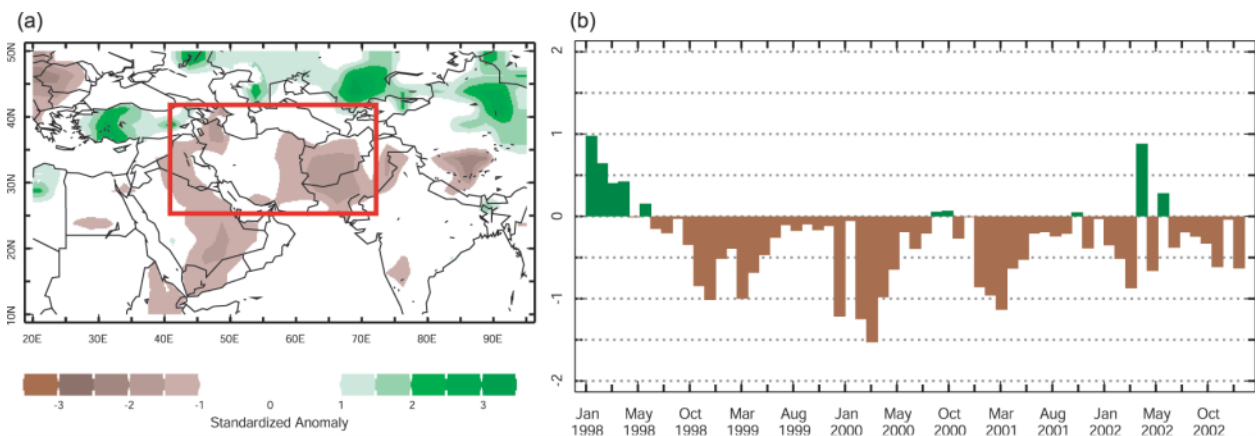 (a)
(b)
50N
40N
30N
20N
10N
20E 30E 40E 50E 60E 70E 80E 90E
-3 -2 -1 0 1 2 3
Standardized Anomaly
2
1
0
-1
-2
Jan May Oct Mar Aug Jan May Oct Mar Aug Jan May Oct
1998 1998 1998 1999 1999 2000 2000 2000 2001 2001 2002 2002 2002